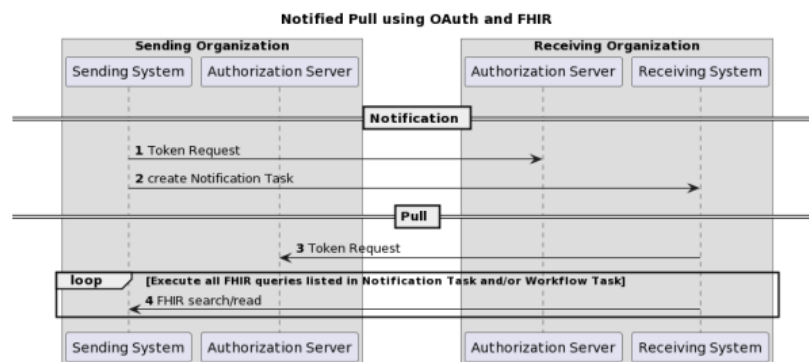 Notified Pull using OAuth and FHIR
Sending Organization
Receiving Organization
Sending System
Authorization Server
Authorization Server
Receiving System
Notification
1 Token Request
2 create Notification Task
Pull
3 Token Request
loop [Execute all FHIR queries listed in Notification Task and/or Workflow Task]
4 FHIR search/read
Sending System
Authorization Server
Authorization Server
Receiving System